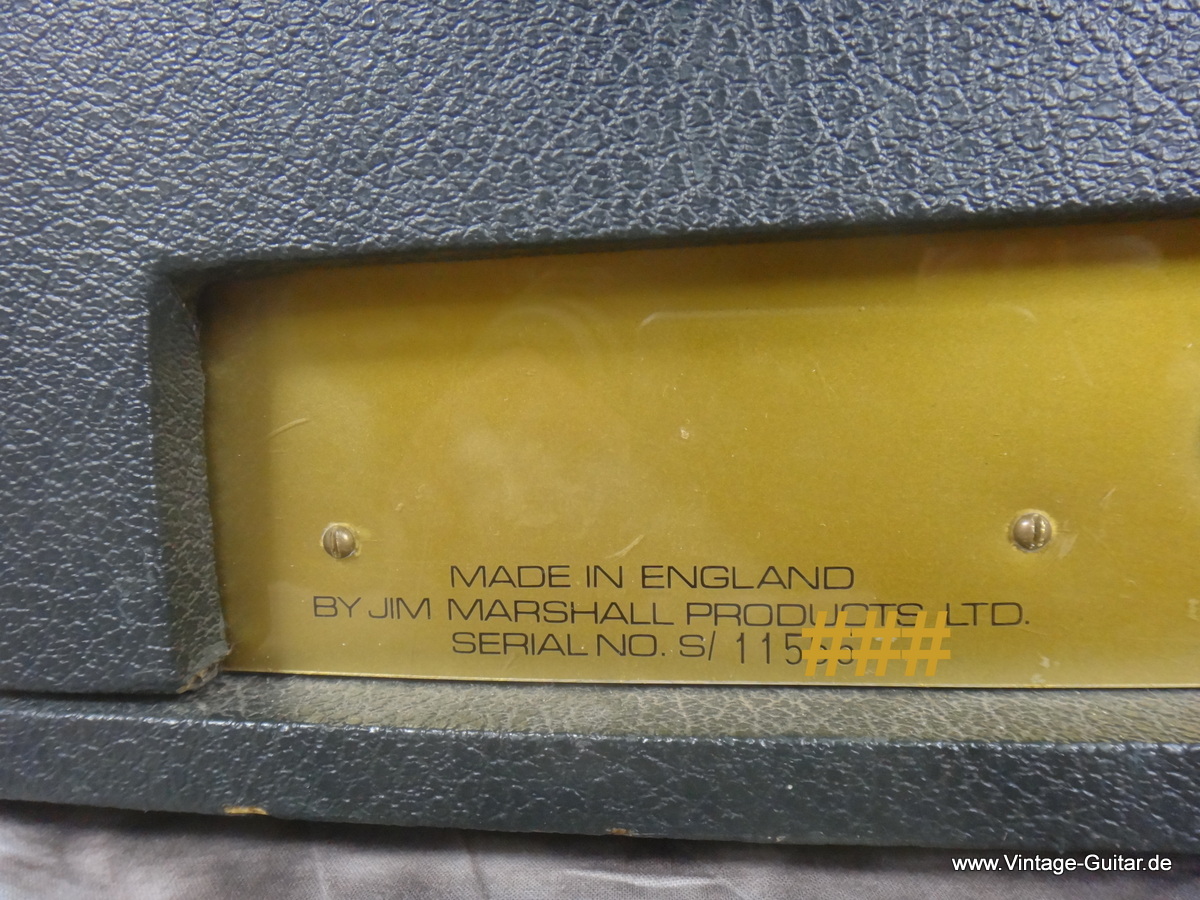 MADE IN ENGLAND
BY JIM MARSHALL PRODUCTS LTD.
SERIAL NO. S/ 115###
www.Vintage-Guitar.de